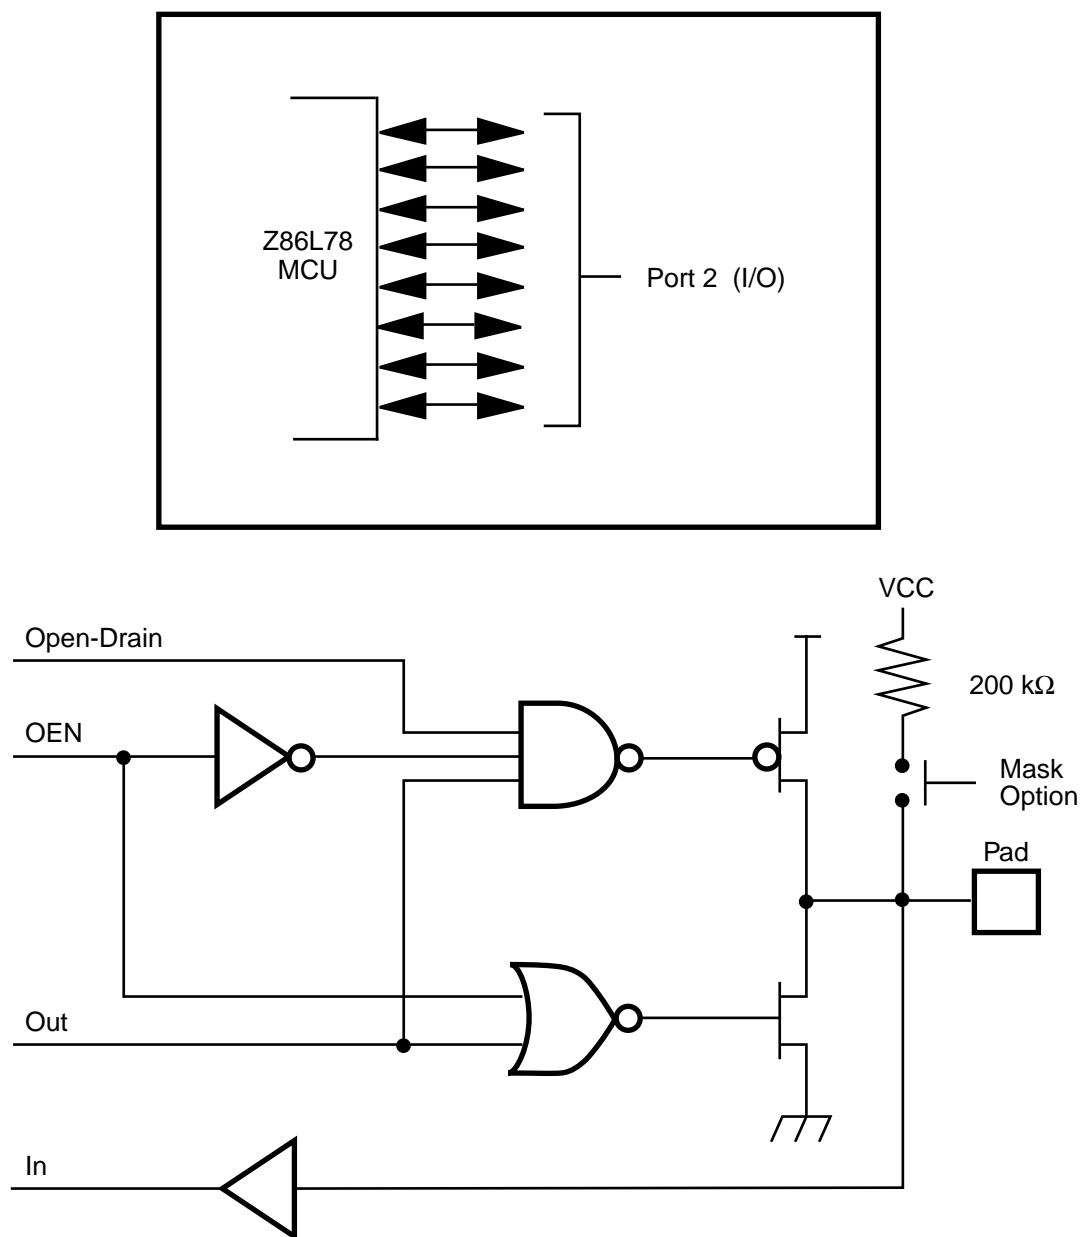 Z86L78
MCU
Port 2 (I/O)
VCC
Open-Drain
200 kΩ
OEN
Mask
Option
Pad
Out
In